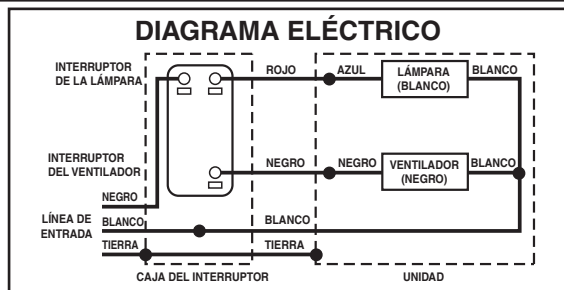 DIAGRAMA ELÉCTRICO
INTERRUPTOR
DE LA LÁMPARA
ROJO
AZUL
LÁMPARA
(BLANCO)
BLANCO
INTERRUPTOR
DEL VENTILADOR
NEGRO
NEGRO
VENTILADOR
(NEGRO)
BLANCO
NEGRO
LÍNEA DE
ENTRADA
BLANCO
BLANCO
TIERRA
TIERRA
CAJA DEL INTERRUPTOR
UNIDAD